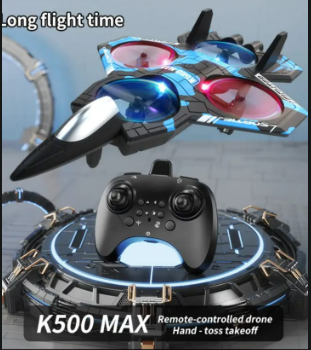 Long flight time
K500 MAX
Remote-controlled drone
Hand - toss takeoff